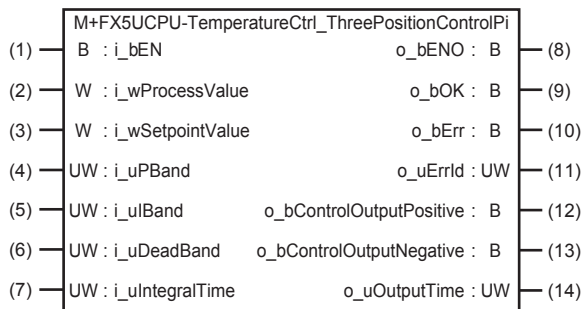 M+FX5UCPU-TemperatureCtrl_ThreePositionControlPi
(1) B : i_bEN o_bENO : B (8)
(2) W : i_wProcessValue o_bOK : B (9)
(3) W : i_wSetpointValue o_bErr : B (10)
(4) UW : i_uPBand o_uErrId : UW (11)
(5) UW : i_uIBand o_bControlOutputPositive : B (12)
(6) UW : i_uDeadBand o_bControlOutputNegative : B (13)
(7) UW : i_uIntegralTime o_uOutputTime : UW (14)